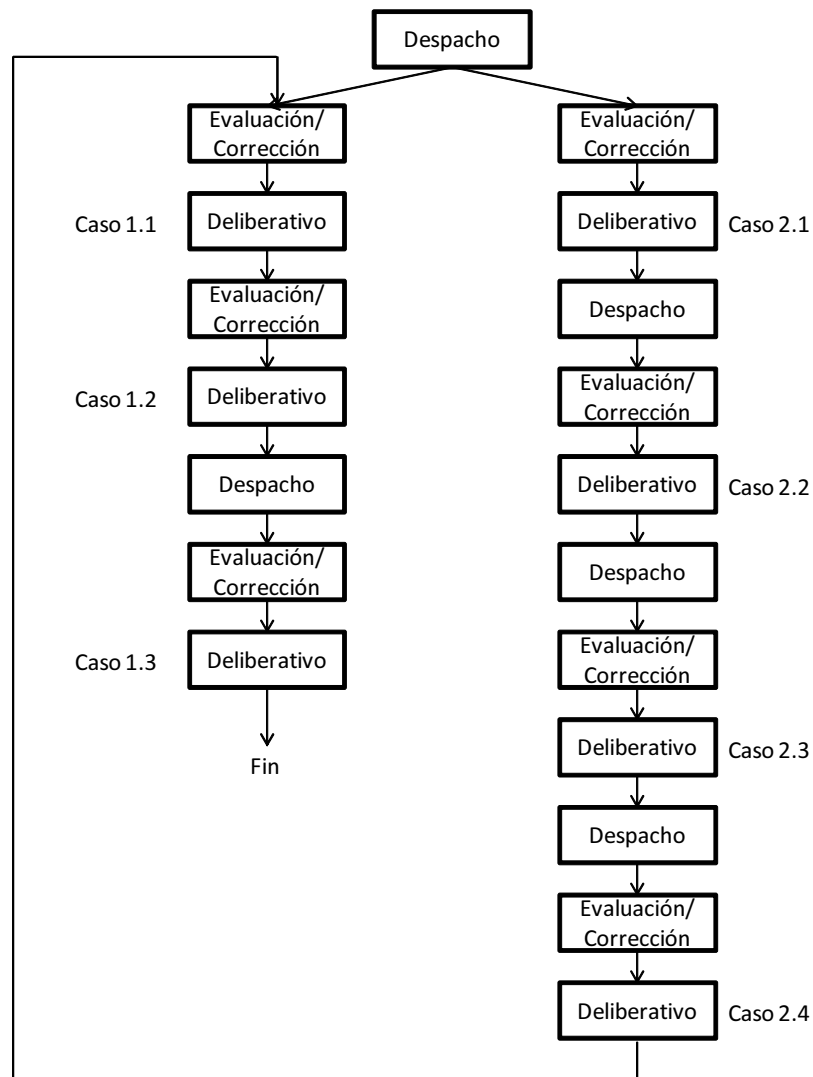 Despacho
Evaluación/
Corrección
Caso 1.1
Deliberativo
Evaluación/
Corrección
Caso 1.2
Deliberativo
Despacho
Evaluación/
Corrección
Caso 1.3
Deliberativo
Fin
Evaluación/
Corrección
Deliberativo
Caso 2.1
Despacho
Evaluación/
Corrección
Deliberativo
Caso 2.2
Despacho
Evaluación/
Corrección
Deliberativo
Caso 2.3
Despacho
Evaluación/
Corrección
Deliberativo
Caso 2.4